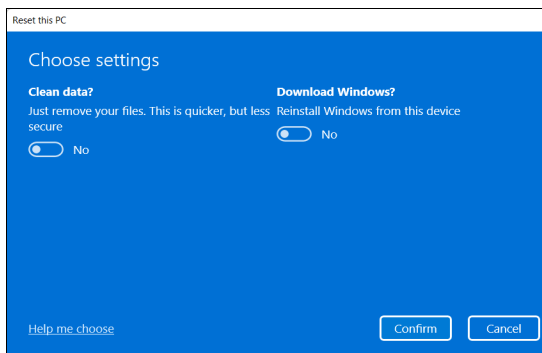 Reset this PC
Choose settings
Clean data?
Just remove your files. This is quicker, but less
secure
No
Download Windows?
Reinstall Windows from this device
No
Help me choose
Confirm
Cancel